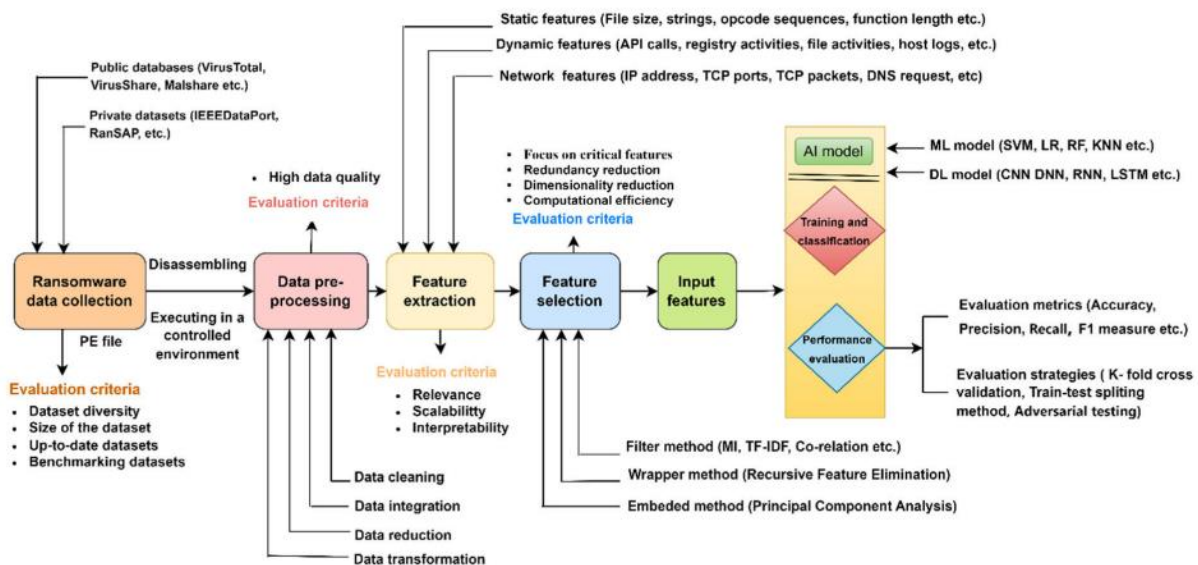 Static features (File size, strings, opcode sequences, function length etc.)
Dynamic features (API calls, registry activities, file activities, host logs, etc.)
Network features (IP address, TCP ports, TCP packets, DNS request, etc)
Public databases (VirusTotal,
VirusShare, Malshare etc.)
Private datasets (IEEEDataPort,
RanSAP, etc.)
• High data quality
Evaluation criteria
• Focus on critical features
• Redundancy reduction
• Dimensionality reduction
• Computational efficiency
Evaluation criteria
AI model
ML model (SVM, LR, RF, KNN etc.)
DL model (CNN DNN, RNN, LSTM etc.)
Training and
classification
Ransomware
data collection
Disassembling
Executing in a
controlled
environment
PE file
Data pre-
processing
Feature
extraction
Feature
selection
Input
features
Performance
evaluation
Evaluation metrics (Accuracy,
Precision, Recall, F1 measure etc.)
Evaluation strategies ( K- fold cross
validation, Train-test spliting
method, Adversarial testing)
Evaluation criteria
• Dataset diversity
• Size of the dataset
• Up-to-date datasets
• Benchmarking datasets
Evaluation criteria
• Relevance
• Scalabilitty
• Interpretability
Data cleaning
Data integration
Data reduction
Data transformation
Filter method (MI, TF-IDF, Co-relation etc.)
Wrapper method (Recursive Feature Elimination)
Embeded method (Principal Component Analysis)